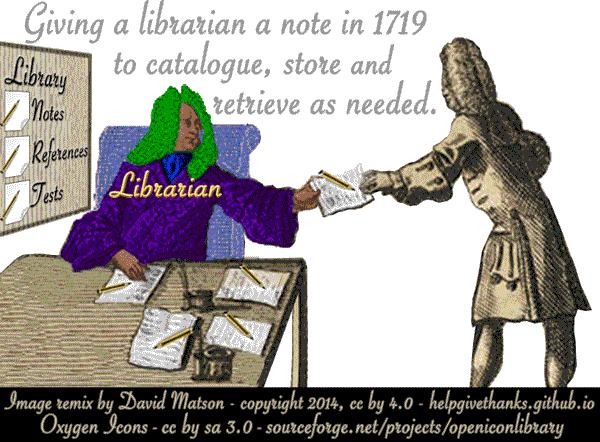 Giving a librarian a note in 1719
to catalogue, store and
retrieve as needed.
Library
Notes
References
Tests
Librarian
Image remix by David Matson - copyright 2014, cc by 4.0 - helpgivethanks.github.io
Oxygen Icons - cc by sa 3.0 - sourceforge.net/projects/openiconlibrary